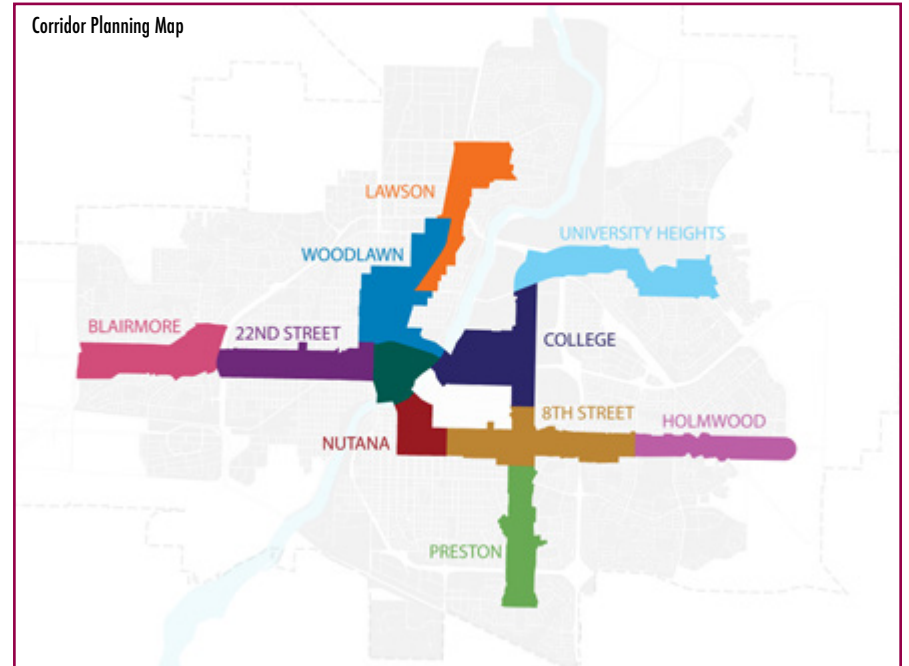 Corridor Planning Map
LAWSON
UNIVERSITY HEIGHTS
WOODLAWN
BLAIRMORE
22ND STREET
COLLEGE
8TH STREET
HOLMWOOD
NUTANA
PRESTON